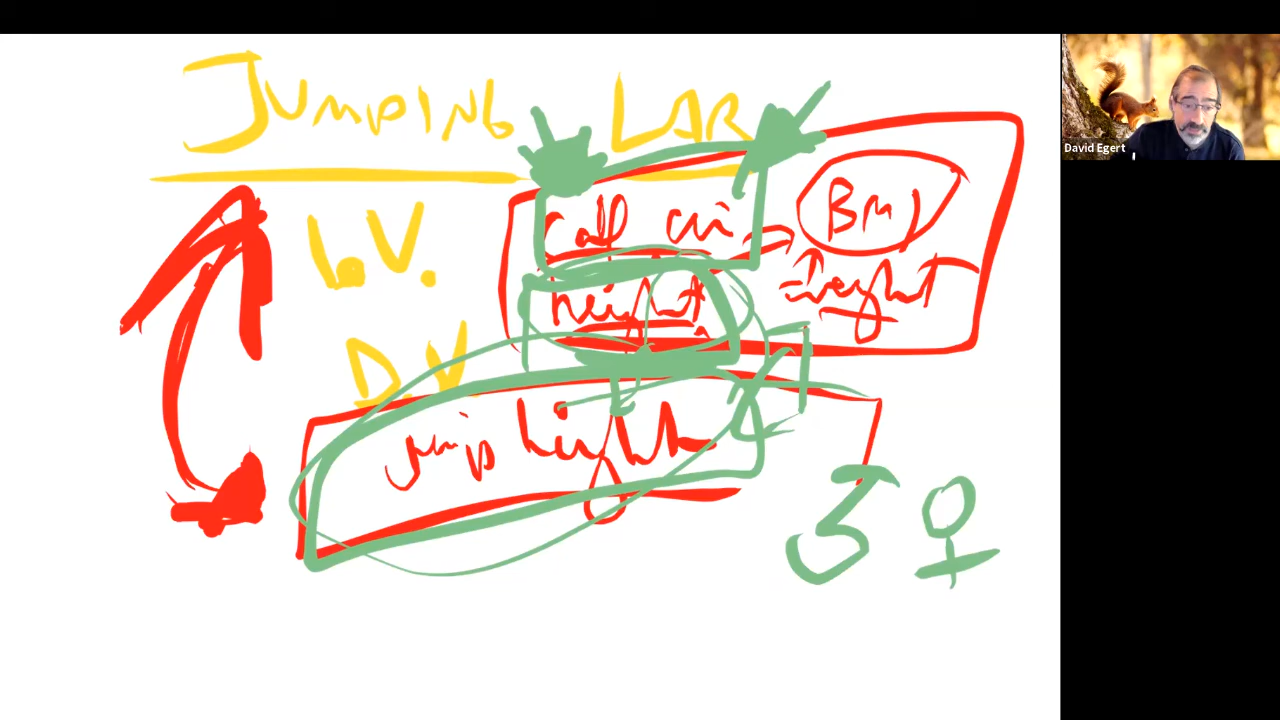 JUMPING LAB
I.V.
calf cir
BMI
height
weight
D.V
jump height
♂ ♀
David Egert